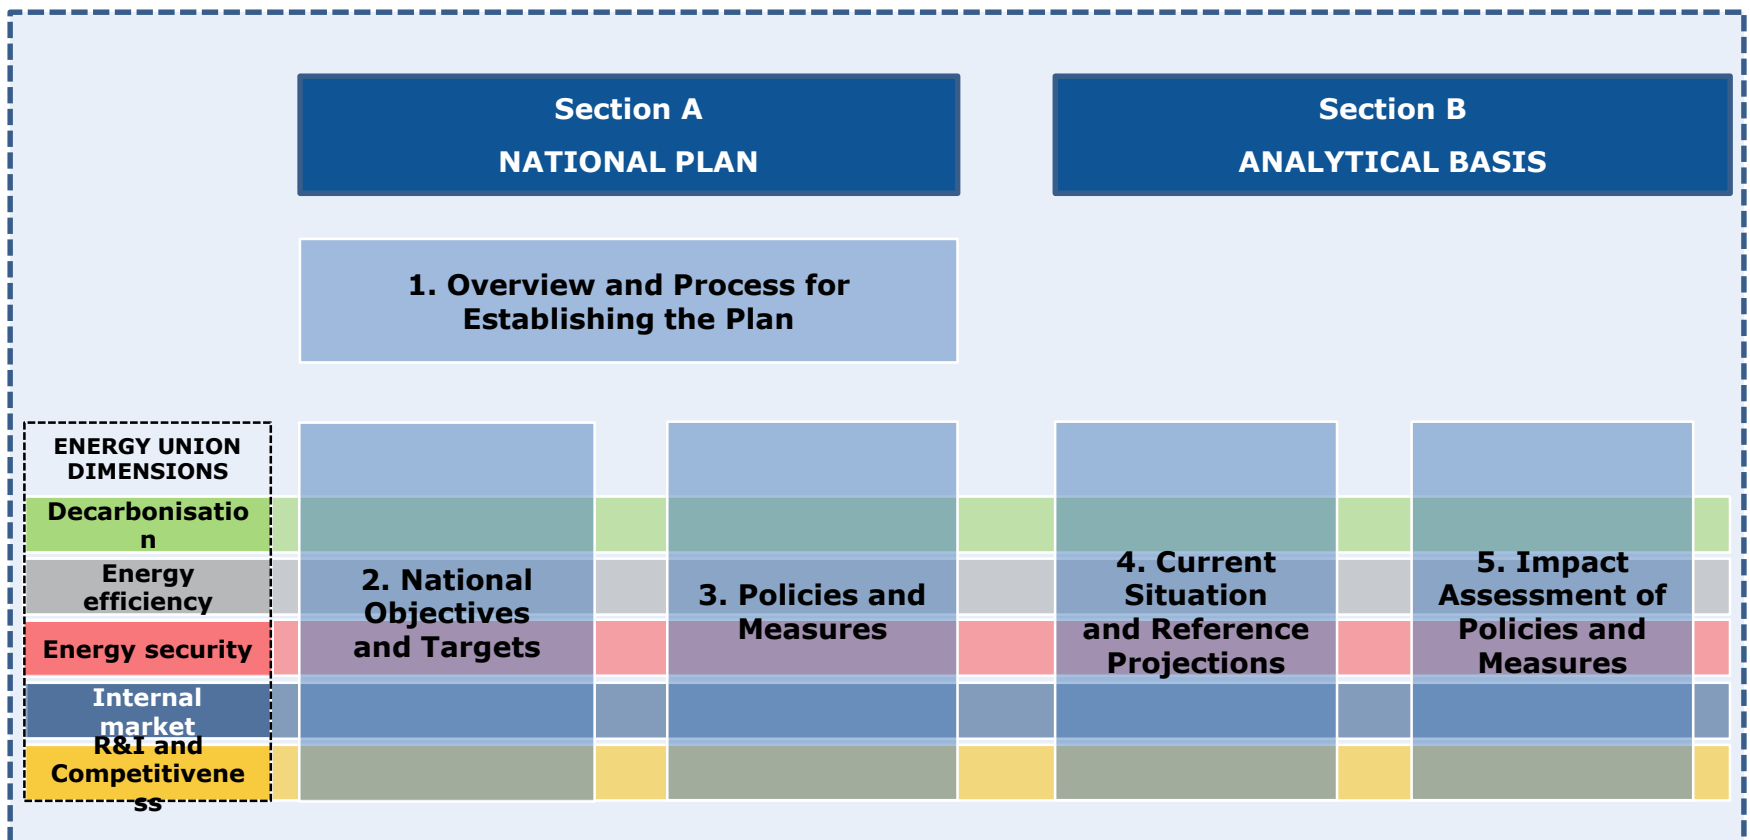 Section A
NATIONAL PLAN
Section B
ANALYTICAL BASIS
1. Overview and Process for
Establishing the Plan
ENERGY UNION
DIMENSIONS
Decarbonisatio
n
Energy
efficiency
Energy security
Internal
market
R&I and
Competitivene
ss
2. National
Objectives
and Targets
3. Policies and
Measures
4. Current
Situation
and Reference
Projections
5. Impact
Assessment of
Policies and
Measures